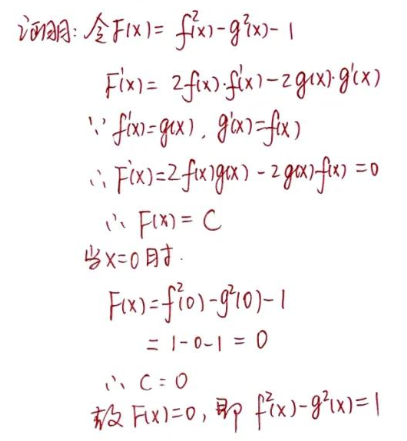 证明: 令 F(x) = f²(x) - g²(x) - 1
F'(x) = 2f(x)·f'(x) - 2g(x)·g'(x)
∵ f'(x) = g(x), g'(x) = f(x)
∴ F'(x) = 2f(x)g(x) - 2g(x)f(x) = 0
∴ F(x) = C
当x=0时.
F(x) = f²(0) - g²(0) - 1
= 1-0-1 = 0
∴ C = 0
故 F(x)=0, 即 f²(x) - g²(x) = 1